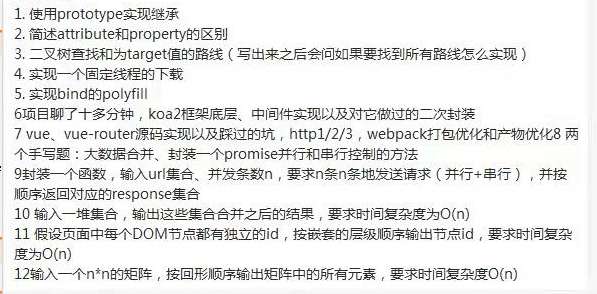 1. 使用prototype实现继承
2. 简述attribute和property的区别
3. 二叉树查找和为target值的路线（写出来之后会问如果要找到所有路线怎么实现）
4. 实现一个固定线程的下载
5. 实现bind的polyfill
6项目聊了十多分钟，koa2框架底层、中间件实现以及对它做过的二次封装
7 vue、vue-router源码实现以及踩过的坑，http1/2/3，webpack打包优化和产物优化8 两
个手写题：大数据合并、封装一个promise并行和串行控制的方法
9封装一个函数，输入url集合、并发条数n，要求n条n条地发送请求（并行+串行），并按
顺序返回对应的response集合
10 输入一堆集合，输出这些集合合并之后的结果，要求时间复杂度为O(n)
11 假设页面中每个DOM节点都有独立的id，按嵌套的层级顺序输出节点id，要求时间复杂
度为O(n)
12输入一个n*n的矩阵，按回形顺序输出矩阵中的所有元素，要求时间复杂度O(n)